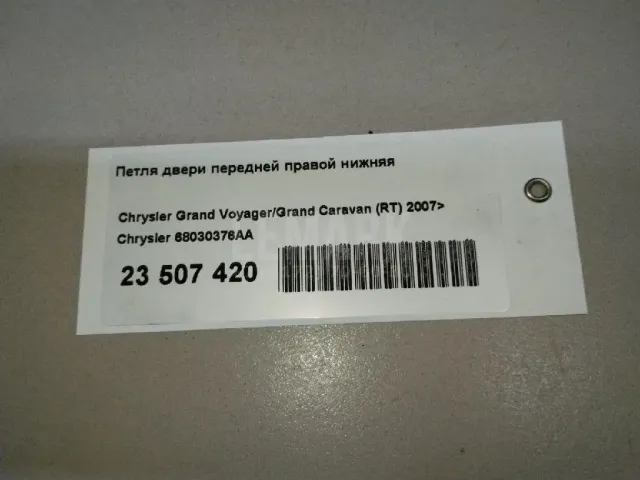 Петля двери передней правой нижняя
Chrysler Grand Voyager/Grand Caravan (RT) 2007>
Chrysler 68030376AA
23 507 420